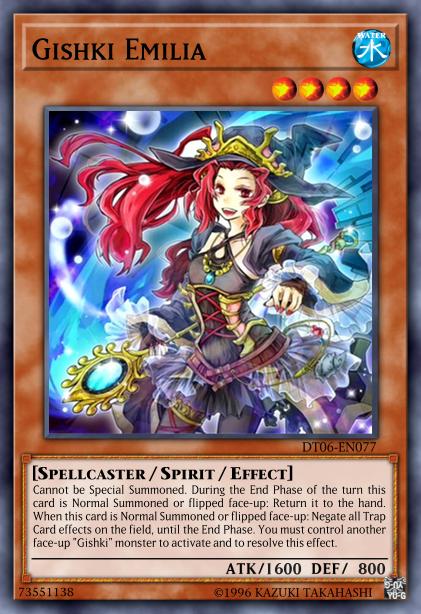 GISHKI EMILIA
WATER
水
DT06-EN077
[SPELLCASTER / SPIRIT / EFFECT]
Cannot be Special Summoned. During the End Phase of the turn this
card is Normal Summoned or flipped face-up: Return it to the hand.
When this card is Normal Summoned or flipped face-up: Negate all Trap
Card effects on the field, until the End Phase. You must control another
face-up "Gishki" monster to activate and to resolve this effect.
ATK/1600 DEF/ 800
73551138
©1996 KAZUKI TAKAHASHI